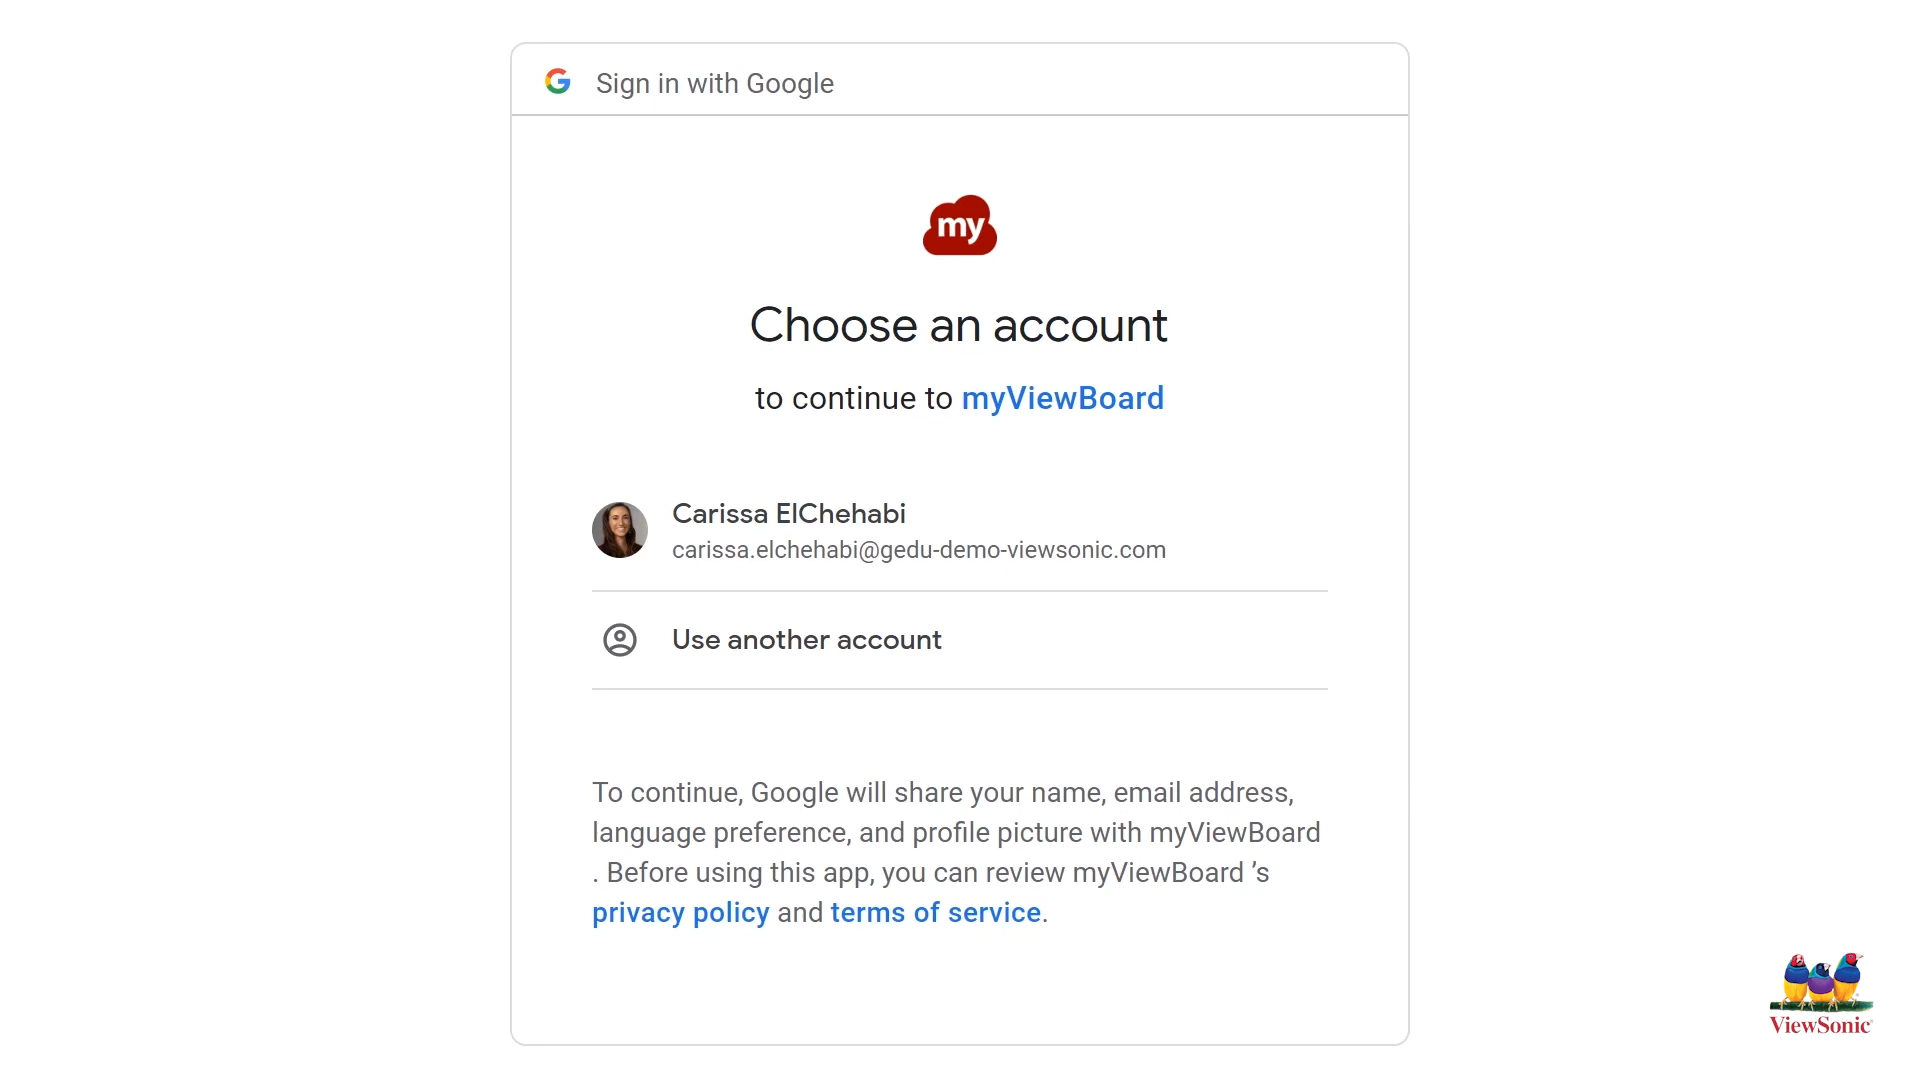 Sign in with Google
my
Choose an account
to continue to myViewBoard
Carissa ElChehabi
carissa.elchehabi@gedu-demo-viewsonic.com
Use another account
To continue, Google will share your name, email address,
language preference, and profile picture with myViewBoard
. Before using this app, you can review myViewBoard ’s
privacy policy and terms of service.
ViewSonic